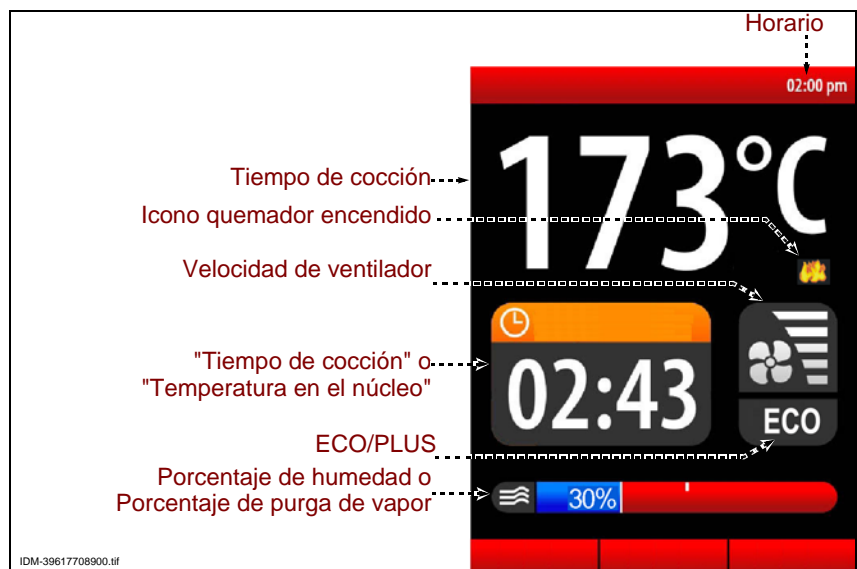 Horario
02:00 pm
173°C
Tiempo de cocción
Icono quemador encendido
Velocidad de ventilador
"Tiempo de cocción" o
"Temperatura en el núcleo"
02:43
ECO
ECO/PLUS
Porcentaje de humedad o
Porcentaje de purga de vapor
30%
IDM-39617708900.tif